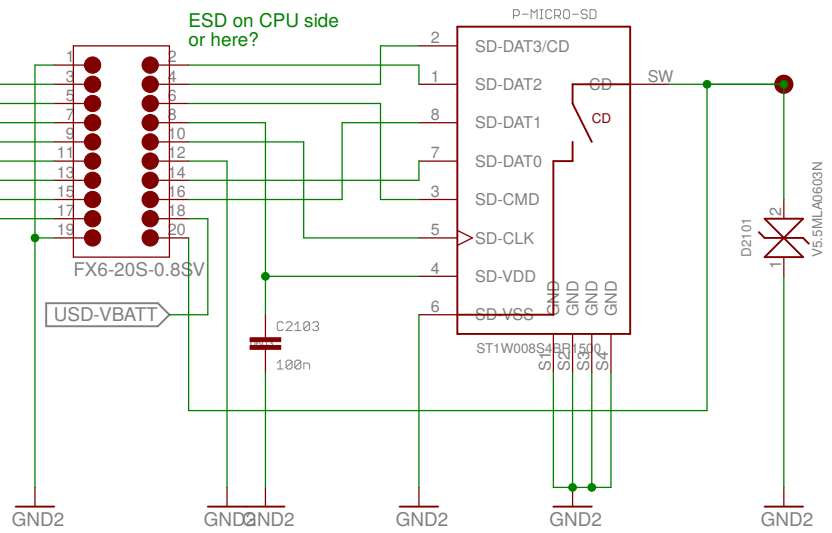 P-MICRO-SD
ESD on CPU side
or here?
1 2
3 4
5 6
7 8
9 10
11 12
13 14
15 16
17 18
19 20
FX6-20S-0.8SV
USD-VBATT
C2103
100n
2 SD-DAT3/CD
1 SD-DAT2
8 SD-DAT1
7 SD-DAT0
3 SD-CMD
5 SD-CLK
4 SD-VDD
6 SD-VSS
CD SW
CD
GND GND GND GND
ST1W008S4BR1500
S1 S2 S3 S4
D2101
2
1
V5.5MLA0603N
GND2 GND2 GND2 GND2 GND2 GND2